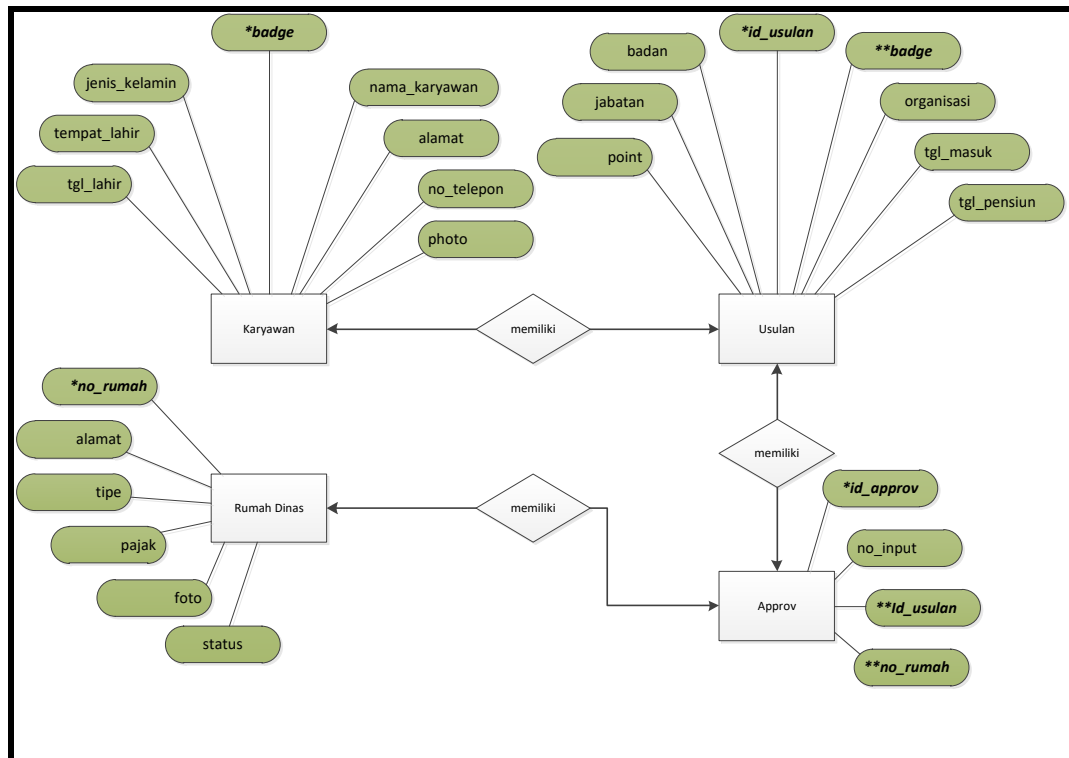 *badge
jenis_kelamin
tempat_lahir
tgl_lahir
nama_karyawan
alamat
no_telepon
photo
Karyawan
memiliki
*id_usulan
badan
jabatan
point
**badge
organisasi
tgl_masuk
tgl_pensiun
Usulan
memiliki
*no_rumah
alamat
tipe
pajak
foto
status
Rumah Dinas
memiliki
*id_approv
no_input
**Id_usulan
**no_rumah
Approv